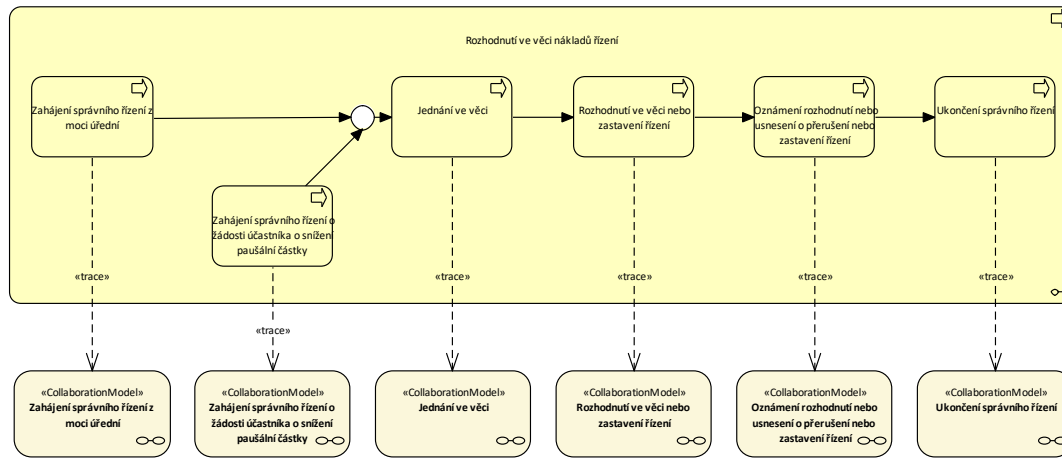 Rozhodnutí ve věci nákladů řízení
Zahájení správního řízení z
moci úřední
Jednání ve věci
Rozhodnutí ve věci nebo
zastavení řízení
Oznámení rozhodnutí nebo
usnesení o přerušení nebo
zastavení řízení
Ukončení správního řízení
Zahájení správního řízení o
žádosti účastníka o snížení
paušální částky
«trace»
«trace»
«trace»
«trace»
«trace»
«trace»
«CollaborationModel»
Zahájení správního řízení z
moci úřední
«CollaborationModel»
Zahájení správního řízení o
žádosti účastníka o snížení
paušální částky
«CollaborationModel»
Jednání ve věci
«CollaborationModel»
Rozhodnutí ve věci nebo
zastavení řízení
«CollaborationModel»
Oznámení rozhodnutí nebo
usnesení o přerušení nebo
zastavení řízení
«CollaborationModel»
Ukončení správního řízení